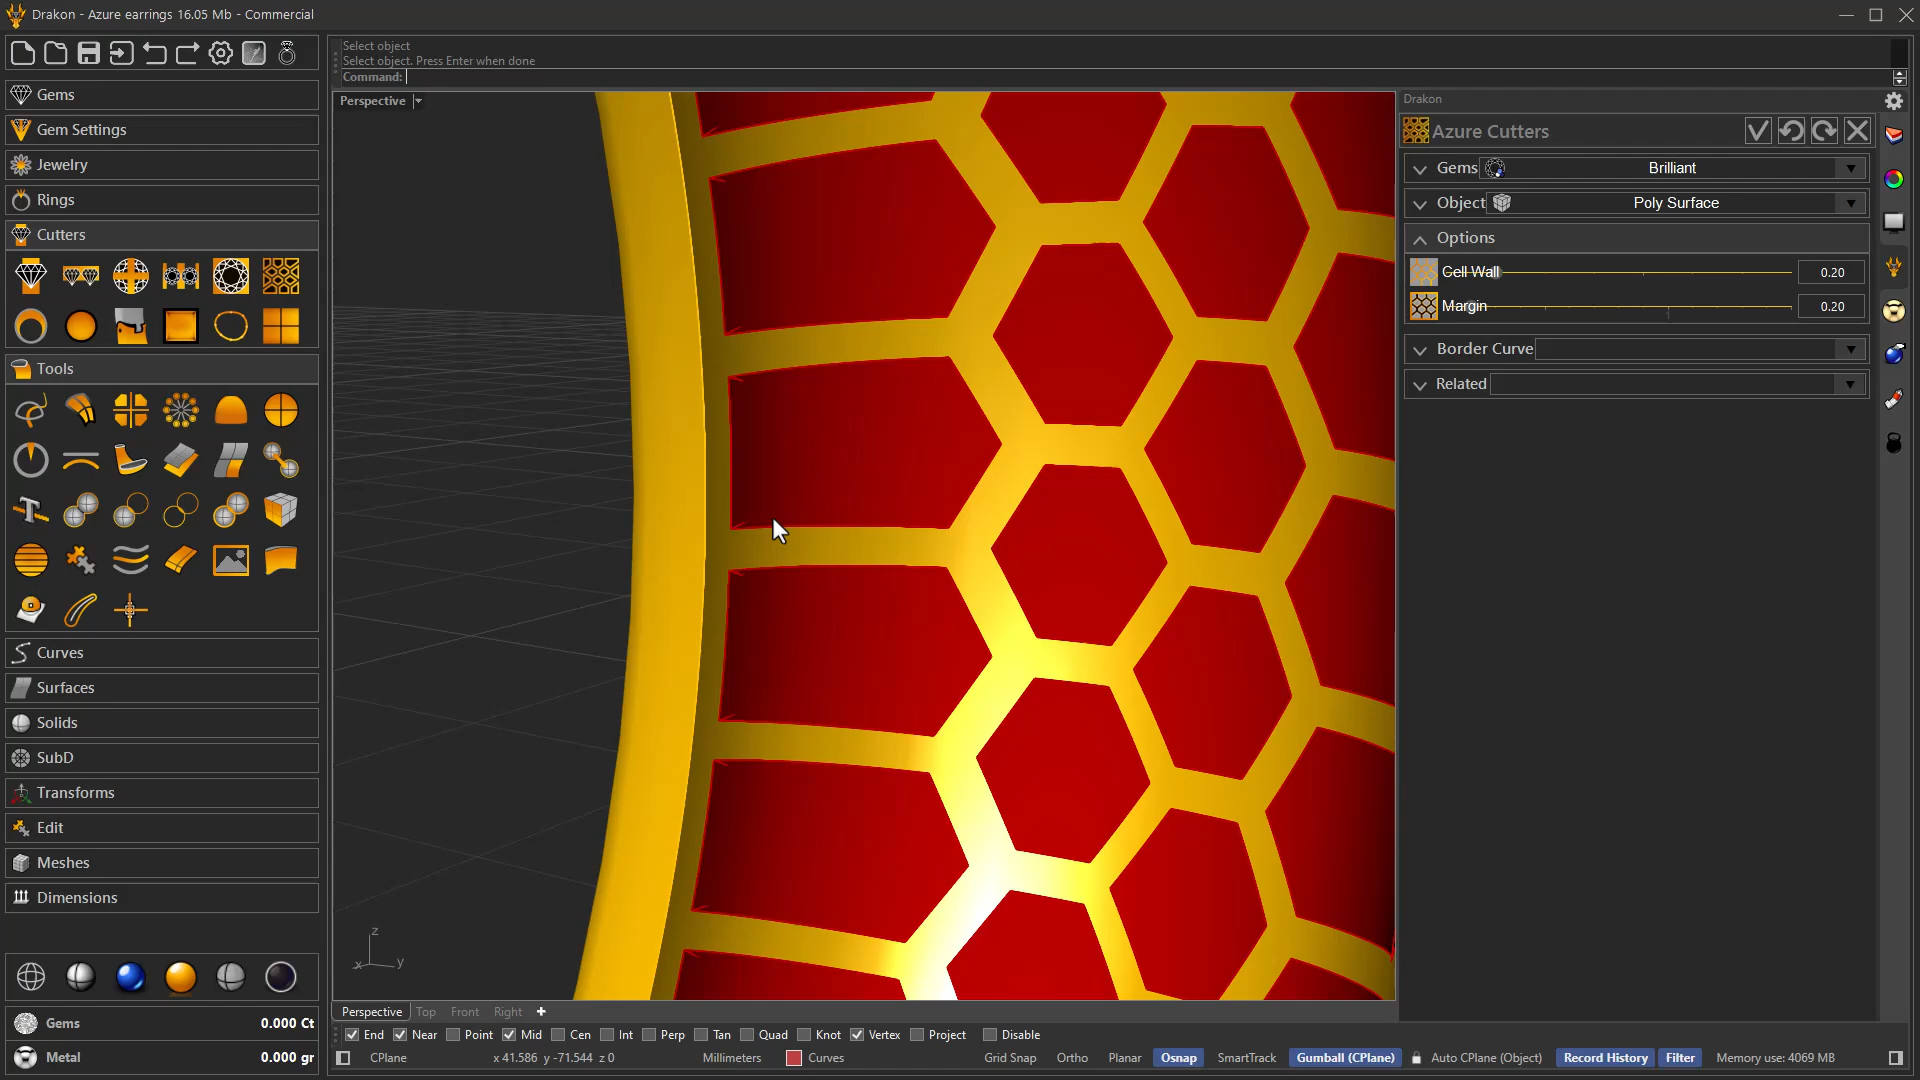 Drakon - Azure earrings 16.05 Mb - Commercial
Select object
Select object. Press Enter when done
Command:
Gems
Gem Settings
Jewelry
Rings
Cutters
Tools
Curves
Surfaces
Solids
SubD
Transforms
Edit
Meshes
Dimensions
Gems 0.000 Ct
Metal 0.000 gr
Perspective
z
x
y
Drakon
Azure Cutters
Gems Brilliant
Object Poly Surface
Options
Cell Wall 0.20
Margin 0.20
Border Curve
Related
Perspective Top Front Right
End Near Point Mid Cen Int Perp Tan Quad Knot Vertex Project Disable
CPlane x 41.586 y -71.544 z 0 Millimeters Curves Grid Snap Ortho Planar Osnap SmartTrack Gumball (CPlane) Auto CPlane (Object) Record History Filter Memory use: 4069 MB